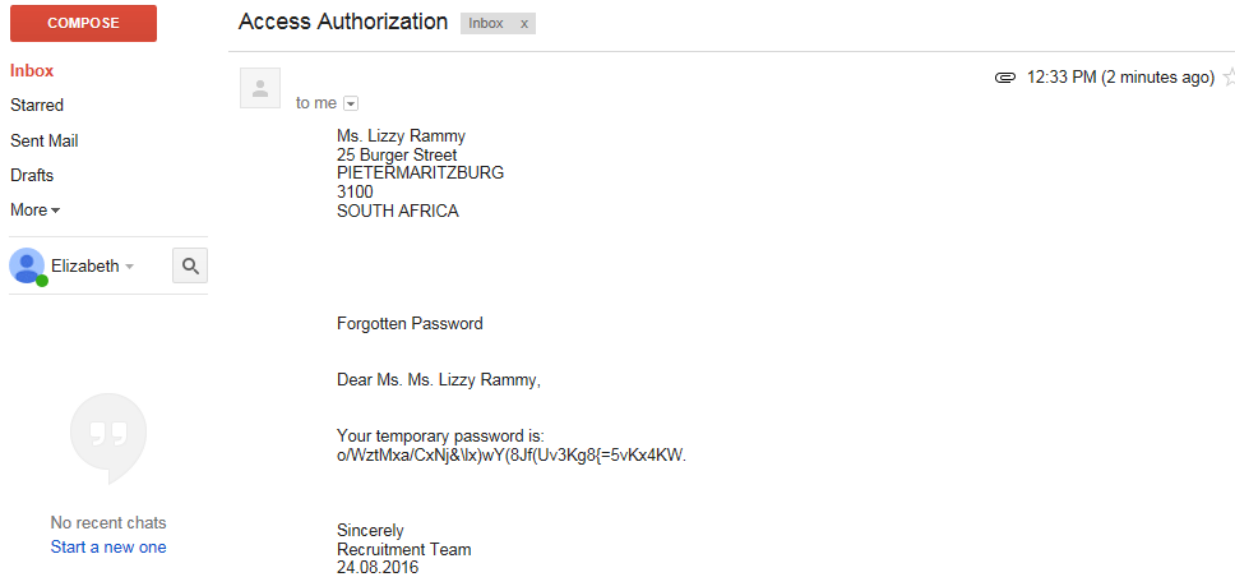 COMPOSE
Access Authorization Inbox x
Inbox
12:33 PM (2 minutes ago)
Starred
to me
Sent Mail
Ms. Lizzy Rammy
25 Burger Street
Drafts
PIETERMARITZBURG
3100
More
SOUTH AFRICA
Elizabeth
Forgotten Password
Dear Ms. Ms. Lizzy Rammy,
Your temporary password is:
o/WztMxa/CxNj&\lx)wY(8Jf(Uv3Kg8{=5vKx4KW.
No recent chats
Start a new one
Sincerely
Recruitment Team
24.08.2016